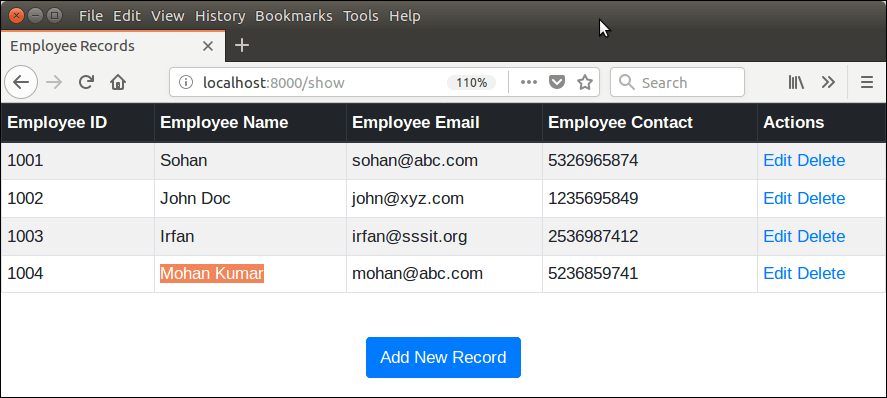 File Edit View History Bookmarks Tools Help
Employee Records
localhost:8000/show 110% Search
Employee ID Employee Name Employee Email Employee Contact Actions
1001 Sohan sohan@abc.com 5326965874 Edit Delete
1002 John Doc john@xyz.com 1235695849 Edit Delete
1003 Irfan irfan@sssit.org 2536987412 Edit Delete
1004 Mohan Kumar mohan@abc.com 5236859741 Edit Delete
Add New Record